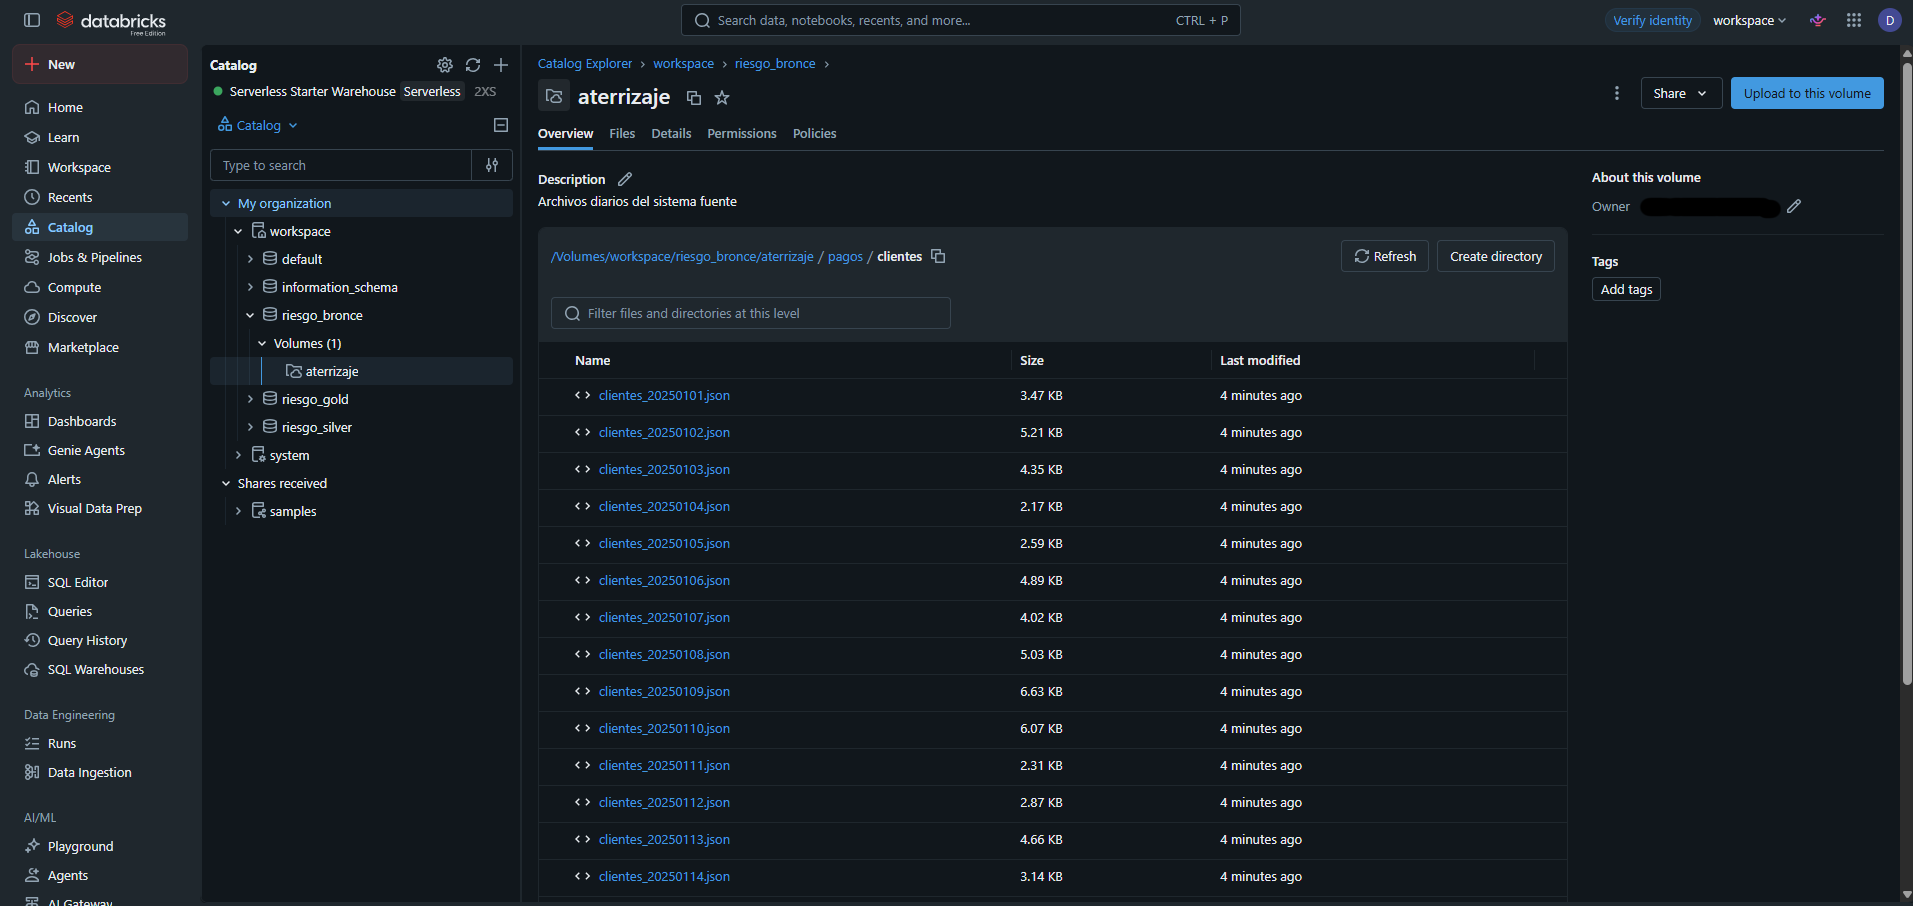 databricks
Free Edition
Search data, notebooks, recents, and more...
CTRL + P
Verify identity
workspace
D
New
Home
Learn
Workspace
Recents
Catalog
Jobs & Pipelines
Compute
Discover
Marketplace
Analytics
Dashboards
Genie Agents
Alerts
Visual Data Prep
Lakehouse
SQL Editor
Queries
Query History
SQL Warehouses
Data Engineering
Runs
Data Ingestion
AI/ML
Playground
Agents
AI Gateway
Catalog
Serverless Starter Warehouse Serverless 2XS
Catalog
Type to search
My organization
workspace
default
information_schema
riesgo_bronce
Volumes (1)
aterrizaje
riesgo_gold
riesgo_silver
system
Shares received
samples
Catalog Explorer > workspace > riesgo_bronce >
aterrizaje
Share
Upload to this volume
Overview Files Details Permissions Policies
Description
Archivos diarios del sistema fuente
/Volumes/workspace/riesgo_bronce/aterrizaje / pagos / clientes
Refresh
Create directory
Filter files and directories at this level
Name Size Last modified
clientes_20250101.json 3.47 KB 4 minutes ago
clientes_20250102.json 5.21 KB 4 minutes ago
clientes_20250103.json 4.35 KB 4 minutes ago
clientes_20250104.json 2.17 KB 4 minutes ago
clientes_20250105.json 2.59 KB 4 minutes ago
clientes_20250106.json 4.89 KB 4 minutes ago
clientes_20250107.json 4.02 KB 4 minutes ago
clientes_20250108.json 5.03 KB 4 minutes ago
clientes_20250109.json 6.63 KB 4 minutes ago
clientes_20250110.json 6.07 KB 4 minutes ago
clientes_20250111.json 2.31 KB 4 minutes ago
clientes_20250112.json 2.87 KB 4 minutes ago
clientes_20250113.json 4.66 KB 4 minutes ago
clientes_20250114.json 3.14 KB 4 minutes ago
About this volume
Owner
Tags
Add tags